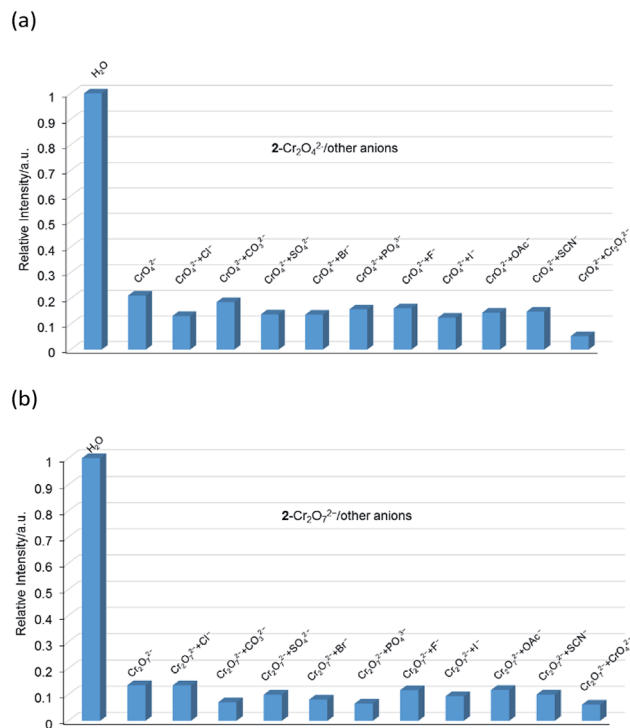 (a)
H₂O
1
0.9
0.8
0.7
0.6
0.5
0.4
0.3
0.2
0.1
0
Relative Intensity/a.u.
2-Cr₂O₄²⁻/other anions
CrO₄²⁻
CrO₄²⁻+Cl⁻
CrO₄²⁻+CO₃²⁻
CrO₄²⁻+SO₄²⁻
CrO₄²⁻+Br⁻
CrO₄²⁻+PO₄³⁻
CrO₄²⁻+F⁻
CrO₄²⁻+I⁻
CrO₄²⁻+OAc⁻
CrO₄²⁻+SCN⁻
CrO₄²⁻+Cr₂O₇²⁻
(b)
H₂O
1
0.9
0.8
0.7
0.6
0.5
0.4
0.3
0.2
0.1
0
Relative Intensity/a.u.
2-Cr₂O₇²⁻/other anions
Cr₂O₇²⁻
Cr₂O₇²⁻+Cl⁻
Cr₂O₇²⁻+CO₃²⁻
Cr₂O₇²⁻+SO₄²⁻
Cr₂O₇²⁻+Br⁻
Cr₂O₇²⁻+PO₄³⁻
Cr₂O₇²⁻+F⁻
Cr₂O₇²⁻+I⁻
Cr₂O₇²⁻+OAc⁻
Cr₂O₇²⁻+SCN⁻
Cr₂O₇²⁻+CrO₄²⁻